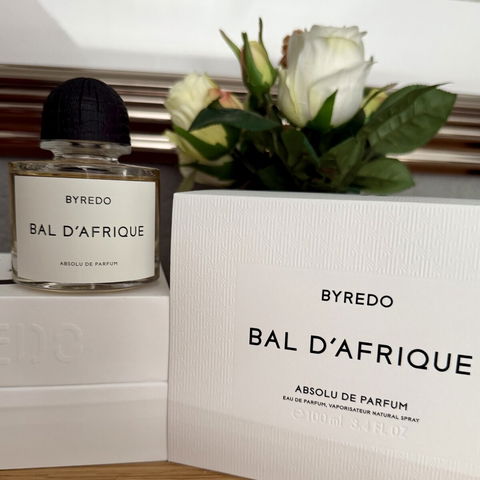 BYREDO
BAL D'AFRIQUE
ABSOLU DE PARFUM
BYREDO
BAL D'AFRIQUE
ABSOLU DE PARFUM
EAU DE PARFUM, VAPORISATEUR NATURAL SPRAY
℮ 100 ml 3.4 FL OZ